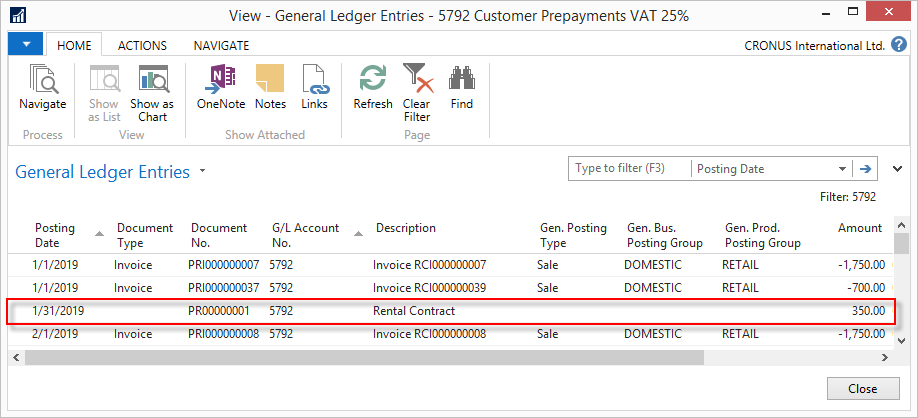 View - General Ledger Entries - 5792 Customer Prepayments VAT 25%
HOME ACTIONS NAVIGATE CRONUS International Ltd.
Navigate Show as List Show as Chart OneNote Notes Links Refresh Clear Filter Find
Process View Show Attached Page
General Ledger Entries Type to filter (F3) Posting Date
Filter: 5792
Posting Date Document Type Document No. G/L Account No. Description Gen. Posting Type Gen. Bus. Posting Group Gen. Prod. Posting Group Amount
1/1/2019 Invoice PRI000000007 5792 Invoice RCI000000007 Sale DOMESTIC RETAIL -1,750.00
1/1/2019 Invoice PRI000000037 5792 Invoice RCI000000039 Sale DOMESTIC RETAIL -700.00
1/31/2019 PR00000001 5792 Rental Contract 350.00
2/1/2019 Invoice PRI000000008 5792 Invoice RCI000000008 Sale DOMESTIC RETAIL -1,750.00
Close